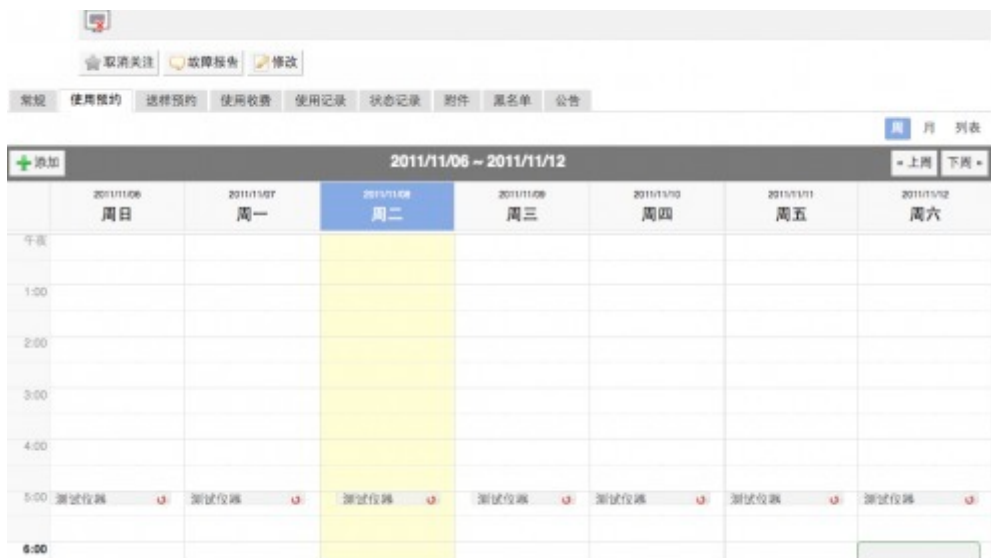 取消关注 故障报告 修改
常规 使用预约 送样预约 使用收费 使用记录 状态记录 附件 黑名单 公告
周 月 列表
添加 2011/11/06 ~ 2011/11/12 « 上周 下周 »
2011/11/06 2011/11/07 2011/11/08 2011/11/09 2011/11/10 2011/11/11 2011/11/12
周日 周一 周二 周三 周四 周五 周六
午夜
1:00
2:00
3:00
4:00
5:00 测试仪器 测试仪器 测试仪器 测试仪器 测试仪器 测试仪器 测试仪器
6:00